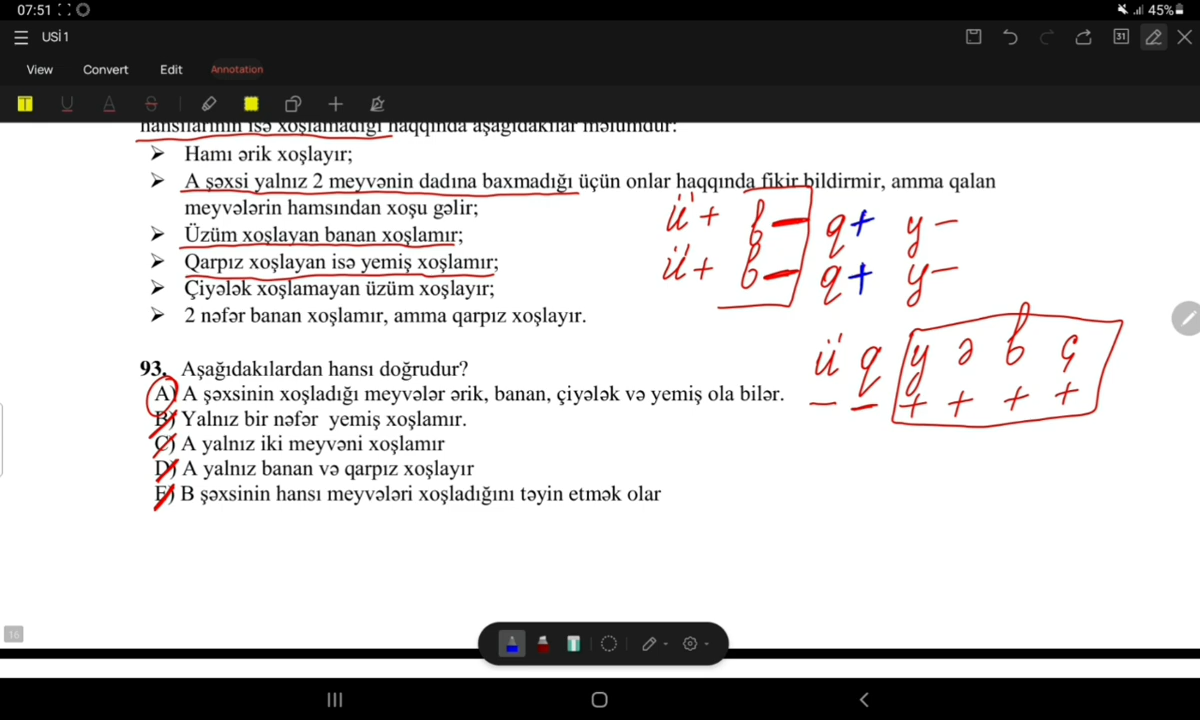 07:51
45%
USİ 1
31
View Convert Edit Annotation
T U A S
hansılarının isə xoşlamadığı haqqında aşağıdakılar məlumdur:
➢ Hamı ərik xoşlayır;
➢ A şəxsi yalnız 2 meyvənin dadına baxmadığı üçün onlar haqqında fikir bildirmir, amma qalan
meyvələrin hamsından xoşu gəlir;
➢ Üzüm xoşlayan banan xoşlamır;
➢ Qarpız xoşlayan isə yemiş xoşlamır;
➢ Çiyələk xoşlamayan üzüm xoşlayır;
➢ 2 nəfər banan xoşlamır, amma qarpız xoşlayır.
ü + b - q + y -
ü + b - q + y -
ü q y ə b ç
- - + + + +
93. Aşağıdakılardan hansı doğrudur?
A) A şəxsinin xoşladığı meyvələr ərik, banan, çiyələk və yemiş ola bilər.
B) Yalnız bir nəfər yemiş xoşlamır.
C) A yalnız iki meyvəni xoşlamır
D) A yalnız banan və qarpız xoşlayır
E) B şəxsinin hansı meyvələri xoşladığını təyin etmək olar
16